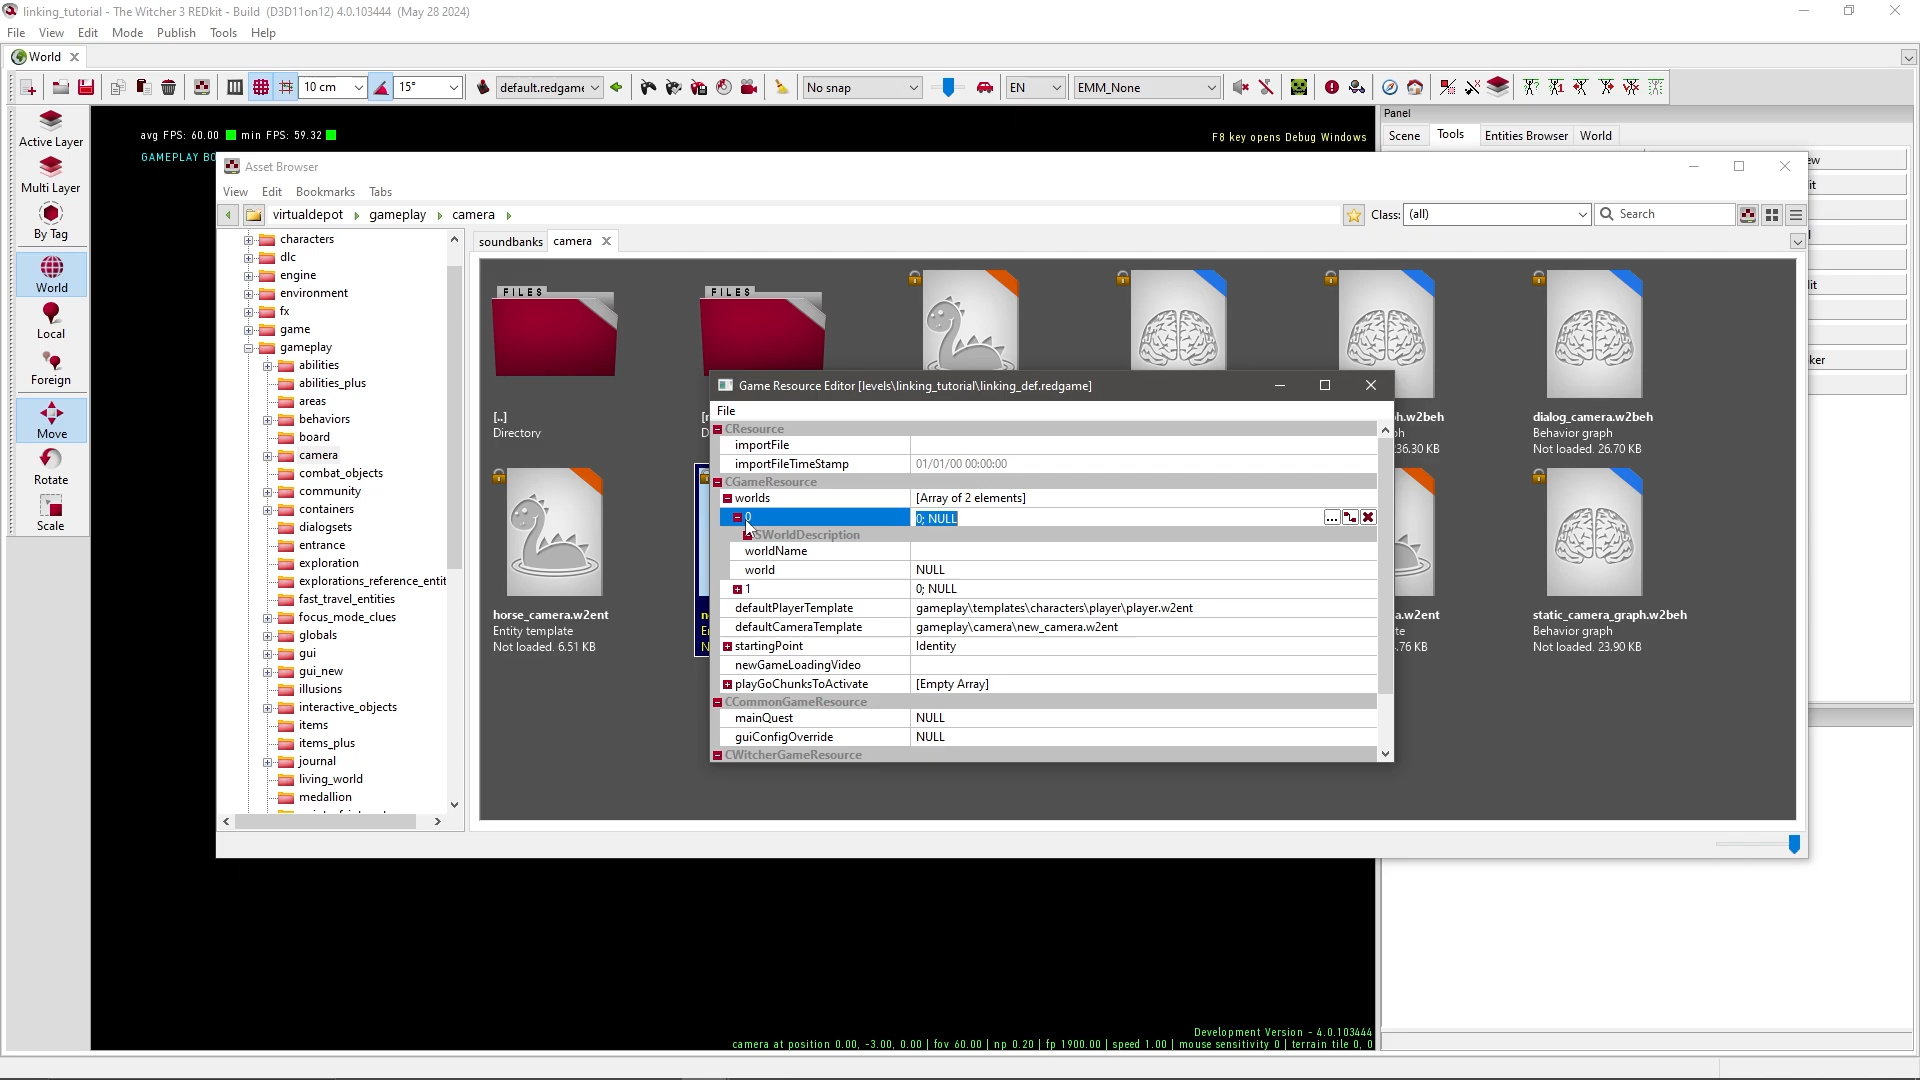 linking_tutorial - The Witcher 3 REDkit - Build (D3D11on12) 4.0.103444 (May 28 2024)
File View Edit Mode Publish Tools Help
World
10 cm 15° default.redgame No snap EN EMM_None
Active Layer
Multi Layer
By Tag
World
Local
Foreign
Move
Rotate
Scale
avg FPS: 60.00 min FPS: 59.32
F8 key opens Debug Windows
GAMEPLAY BO
Panel
Scene Tools Entities Browser World
Asset Browser
View Edit Bookmarks Tabs
virtualdepot gameplay camera
Class: (all) Search
soundbanks camera
characters
dlc
engine
environment
fx
game
gameplay
abilities
abilities_plus
areas
behaviors
board
camera
combat_objects
community
containers
dialogsets
entrance
exploration
explorations_reference_entit
fast_travel_entities
focus_mode_clues
globals
gui
gui_new
illusions
interactive_objects
items
items_plus
journal
living_world
medallion
FILES
[..]
Directory
FILES
h.w2beh
36.30 KB
dialog_camera.w2beh
Behavior graph
Not loaded. 26.70 KB
horse_camera.w2ent
Entity template
Not loaded. 6.51 KB
a.w2ent
te
.76 KB
static_camera_graph.w2beh
Behavior graph
Not loaded. 23.90 KB
Game Resource Editor [levels\linking_tutorial\linking_def.redgame]
File
CResource
importFile
importFileTimeStamp 01/01/00 00:00:00
CGameResource
worlds [Array of 2 elements]
0 0; NULL
SWorldDescription
worldName
world NULL
1 0; NULL
defaultPlayerTemplate gameplay\templates\characters\player\player.w2ent
defaultCameraTemplate gameplay\camera\new_camera.w2ent
startingPoint Identity
newGameLoadingVideo
playGoChunksToActivate [Empty Array]
CCommonGameResource
mainQuest NULL
guiConfigOverride NULL
CWitcherGameResource
Development Version - 4.0.103444
camera at position 0.00, -3.00, 0.00 | fov 60.00 | np 0.20 | fp 1900.00 | speed 1.00 | mouse sensitivity 0 | terrain tile 0, 0